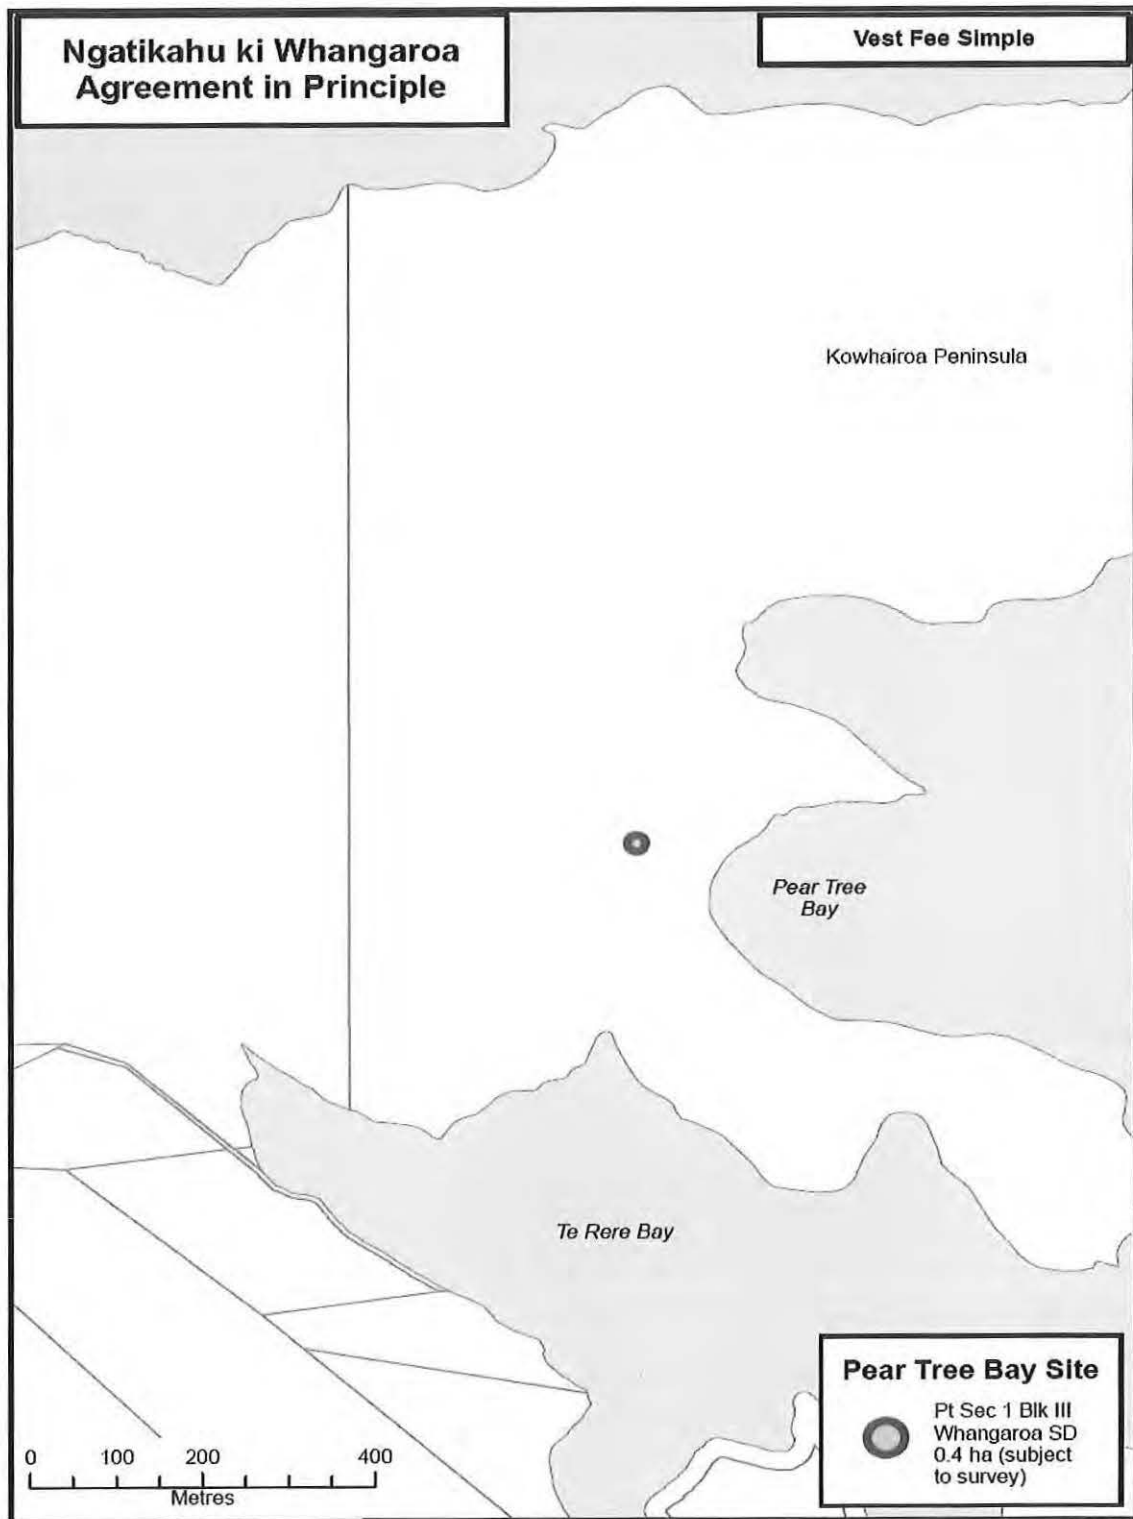 Ngatikahu ki Whangaroa
Agreement in Principle
Vest Fee Simple
Kowhairoa Peninsula
Pear Tree
Bay
Te Rere Bay
Pear Tree Bay Site
Pt Sec 1 Blk III
Whangaroa SD
0.4 ha (subject
to survey)
0 100 200 400
Metres